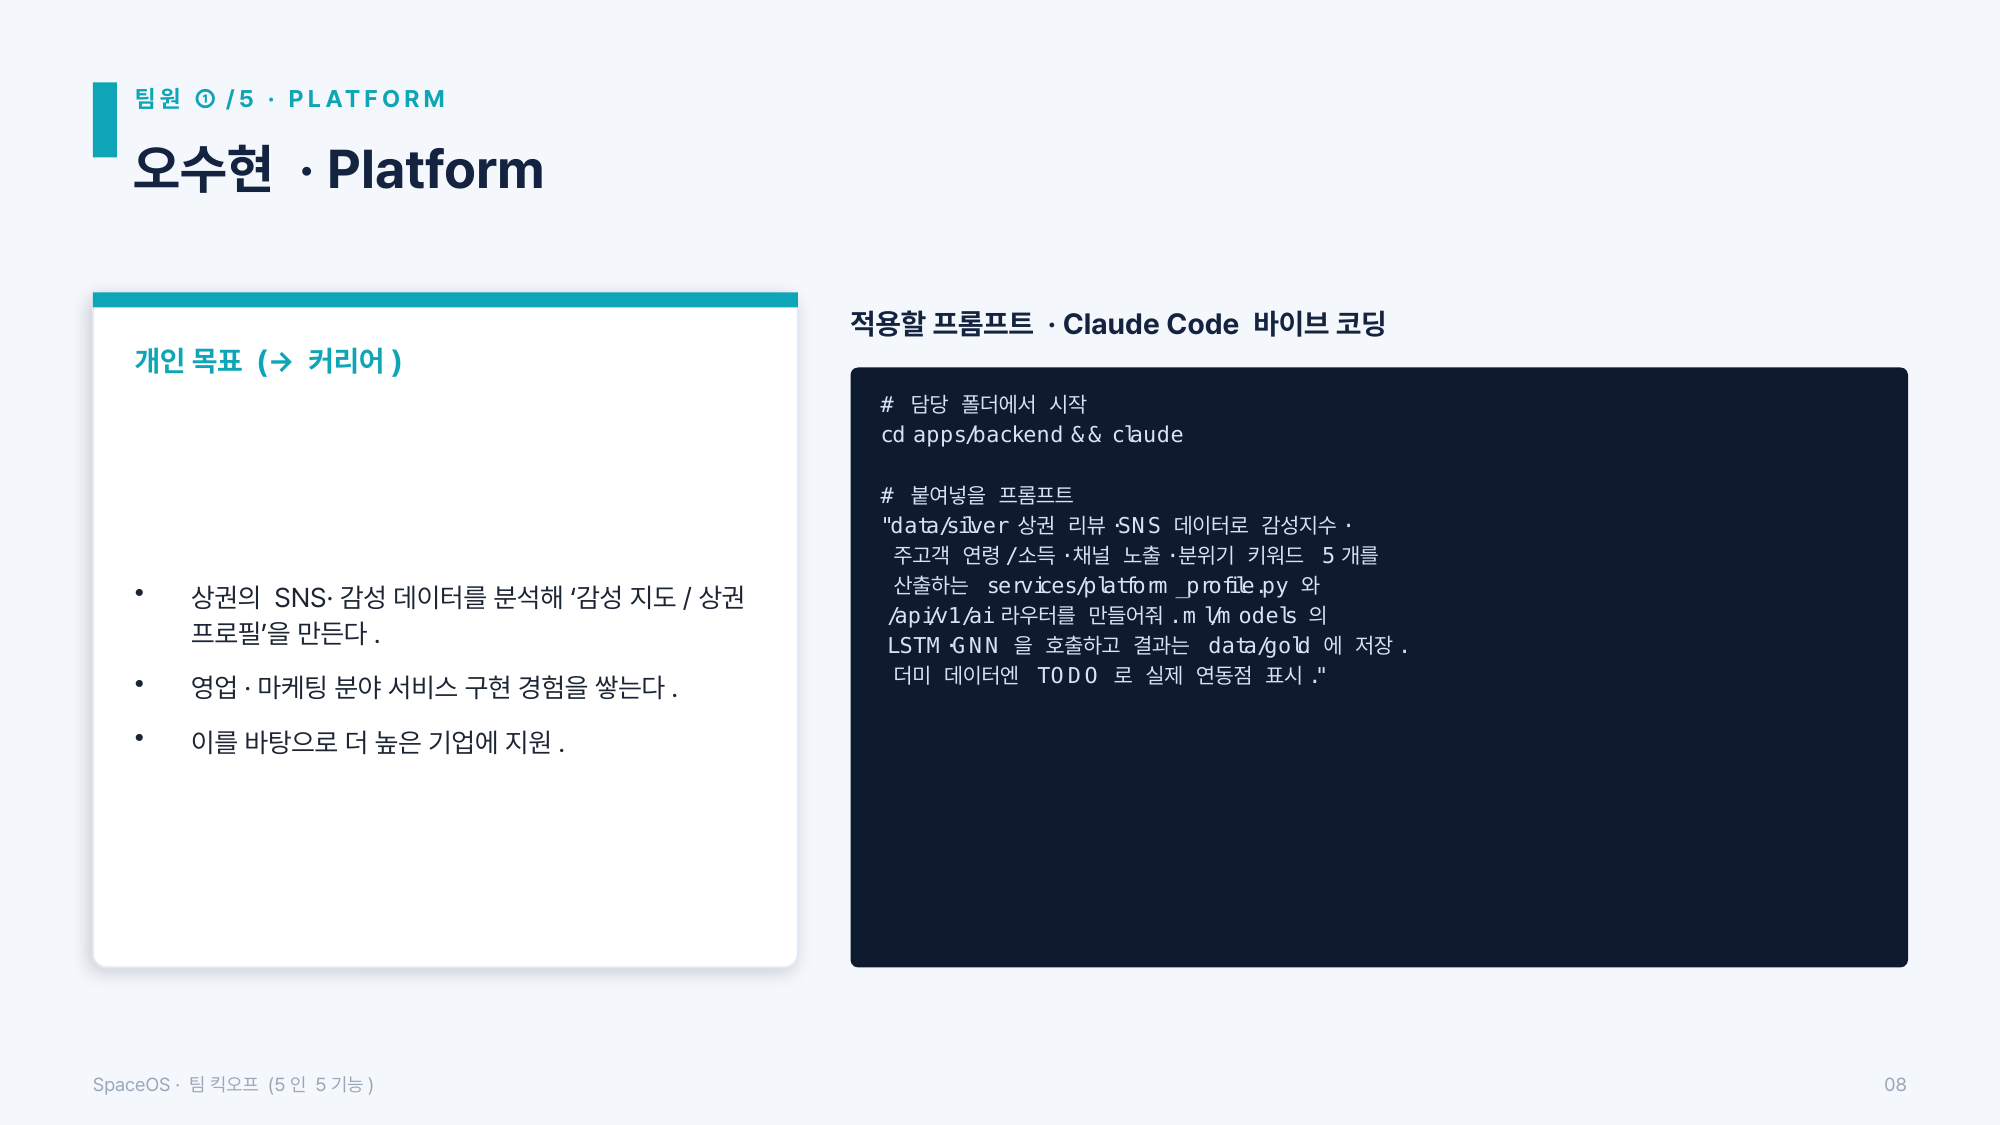 팀원 ① /5 · PLATFORM
오수현 · Platform
개인 목표 (→ 커리어 )
• 상권의 SNS· 감성 데이터를 분석해 ‘감성 지도 / 상권
프로필’을 만든다 .
• 영업 · 마케팅 분야 서비스 구현 경험을 쌓는다 .
• 이를 바탕으로 더 높은 기업에 지원 .
적용할 프롬프트 · Claude Code 바이브 코딩
# 담당 폴더에서 시작
cd apps/backend && claude
# 붙여넣을 프롬프트
"data/silver 상권 리뷰 ·SNS 데이터로 감성지수 ·
주고객 연령 /소득 ·채널 노출 ·분위기 키워드 5 개를
산출하는 services/platform_profile.py 와
/api/v1/ai 라우터를 만들어줘 . ml/models 의
LSTM·GNN 을 호출하고 결과는 data/gold 에 저장 .
더미 데이터엔 TODO 로 실제 연동점 표시 ."
SpaceOS · 팀 킥오프 (5 인 5 기능 )
08